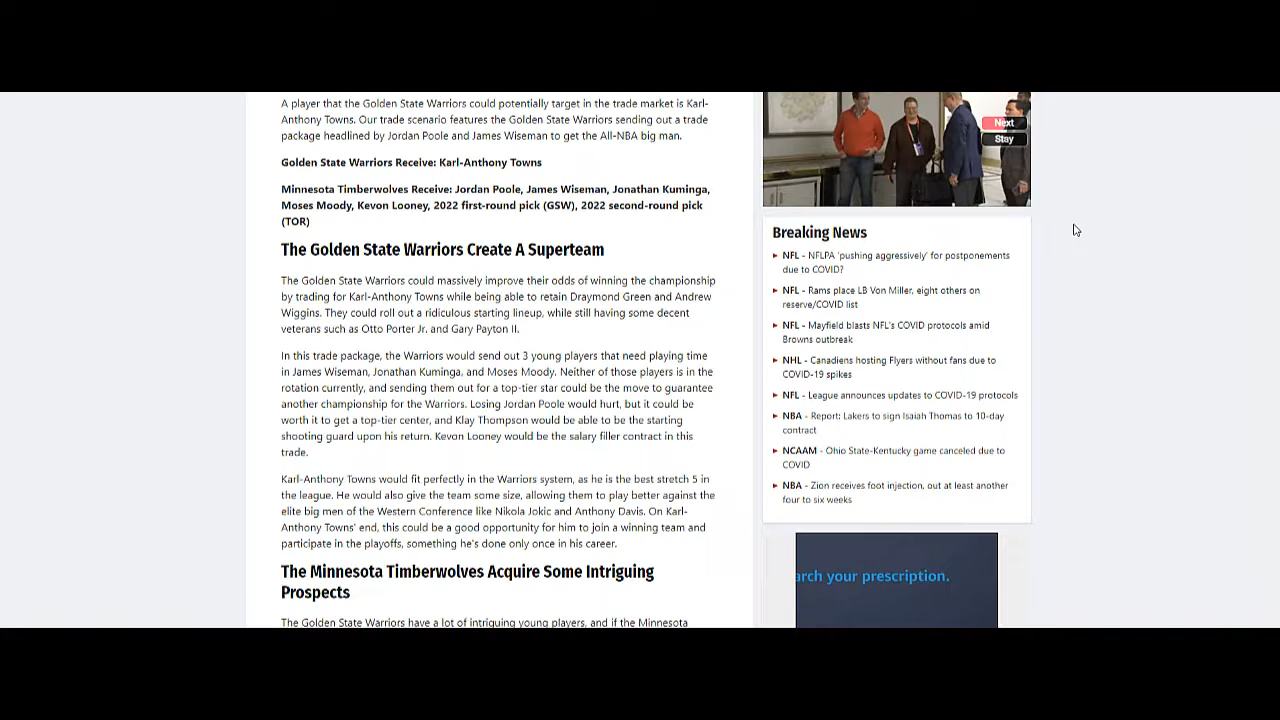 A player that the Golden State Warriors could potentially target in the trade market is Karl-
Anthony Towns. Our trade scenario features the Golden State Warriors sending out a trade
package headlined by Jordan Poole and James Wiseman to get the All-NBA big man.
Golden State Warriors Receive: Karl-Anthony Towns
Minnesota Timberwolves Receive: Jordan Poole, James Wiseman, Jonathan Kuminga,
Moses Moody, Kevon Looney, 2022 first-round pick (GSW), 2022 second-round pick
(TOR)
The Golden State Warriors Create A Superteam
The Golden State Warriors could massively improve their odds of winning the championship
by trading for Karl-Anthony Towns while being able to retain Draymond Green and Andrew
Wiggins. They could roll out a ridiculous starting lineup, while still having some decent
veterans such as Otto Porter Jr. and Gary Payton II.
In this trade package, the Warriors would send out 3 young players that need playing time
in James Wiseman, Jonathan Kuminga, and Moses Moody. Neither of those players is in the
rotation currently, and sending them out for a top-tier star could be the move to guarantee
another championship for the Warriors. Losing Jordan Poole would hurt, but it could be
worth it to get a top-tier center, and Klay Thompson would be able to be the starting
shooting guard upon his return. Kevon Looney would be the salary filler contract in this
trade.
Karl-Anthony Towns would fit perfectly in the Warriors system, as he is the best stretch 5 in
the league. He would also give the team some size, allowing them to play better against the
elite big men of the Western Conference like Nikola Jokic and Anthony Davis. On Karl-
Anthony Towns' end, this could be a good opportunity for him to join a winning team and
participate in the playoffs, something he's done only once in his career.
The Minnesota Timberwolves Acquire Some Intriguing
Prospects
The Golden State Warriors have a lot of intriguing young players, and if the Minnesota
Next
Stay
Breaking News
NFL - NFLPA 'pushing aggressively' for postponements
due to COVID?
NFL - Rams place LB Von Miller, eight others on
reserve/COVID list
NFL - Mayfield blasts NFL's COVID protocols amid
Browns outbreak
NHL - Canadiens hosting Flyers without fans due to
COVID-19 spikes
NFL - League announces updates to COVID-19 protocols
NBA - Report: Lakers to sign Isaiah Thomas to 10-day
contract
NCAAM - Ohio State-Kentucky game canceled due to
COVID
NBA - Zion receives foot injection, out at least another
four to six weeks
arch your prescription.